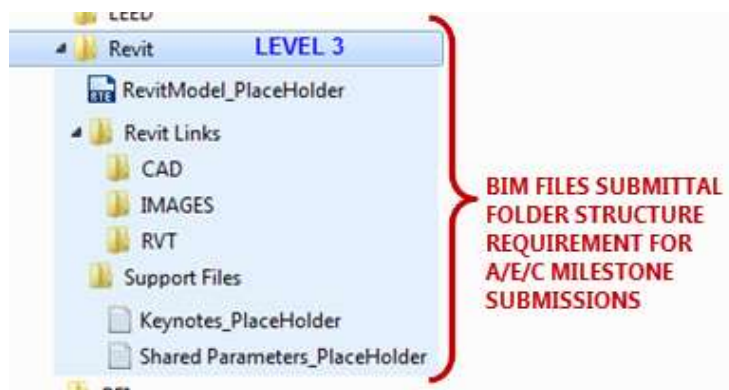 LEED
Revit LEVEL 3
RevitModel_PlaceHolder
Revit Links
CAD
IMAGES
RVT
Support Files
Keynotes_PlaceHolder
Shared Parameters_PlaceHolder
BIM FILES SUBMITTAL
FOLDER STRUCTURE
REQUIREMENT FOR
A/E/C MILESTONE
SUBMISSIONS